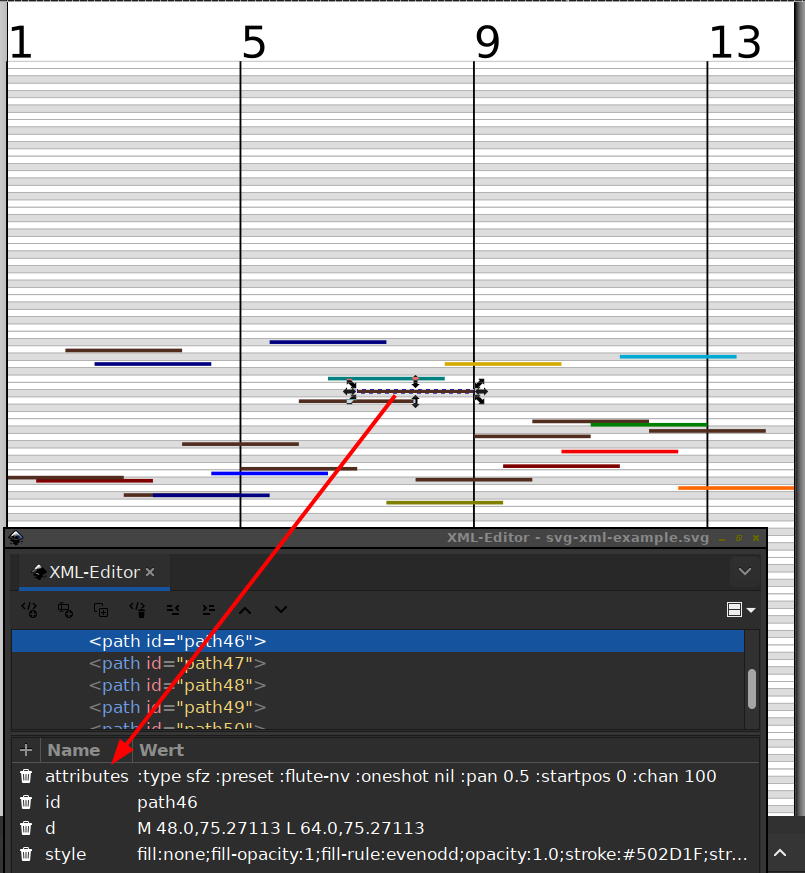 1 5 9 13
XML-Editor - svg-xml-example.svg
XML-Editor
<path id="path46">
<path id="path47">
<path id="path48">
<path id="path49">
<path id="path50">
Name Wert
attributes :type sfz :preset :flute-nv :oneshot nil :pan 0.5 :startpos 0 :chan 100
id path46
d M 48.0,75.27113 L 64.0,75.27113
style fill:none;fill-opacity:1;fill-rule:evenodd;opacity:1.0;stroke:#502D1F;str...